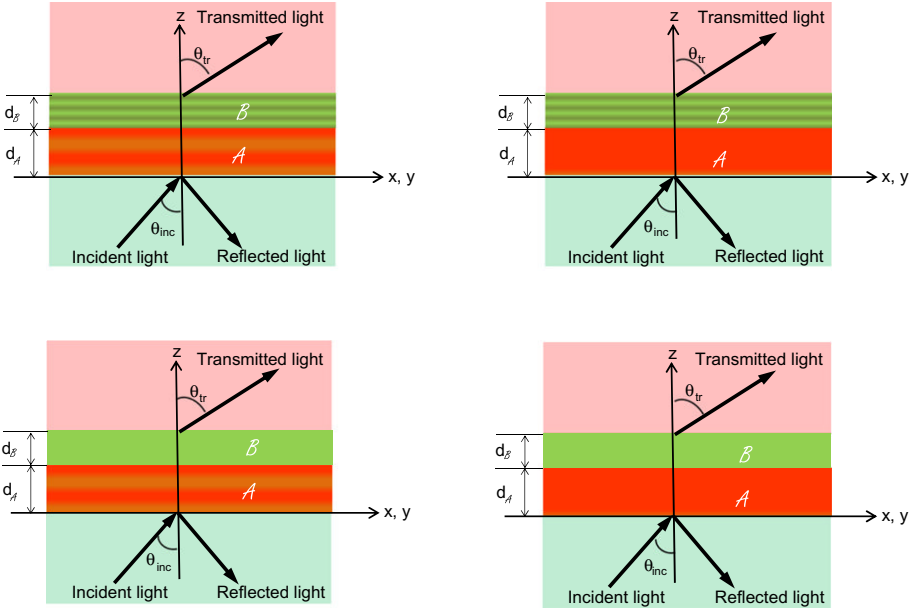 z Transmitted light
θtr
dB
B
dA
A
x, y
θinc
Incident light Reflected light
z Transmitted light
θtr
dB
B
dA
A
x, y
θinc
Incident light Reflected light
z Transmitted light
θtr
dB
B
dA
A
x, y
θinc
Incident light Reflected light
z Transmitted light
θtr
dB
B
dA
A
x, y
θinc
Incident light Reflected light